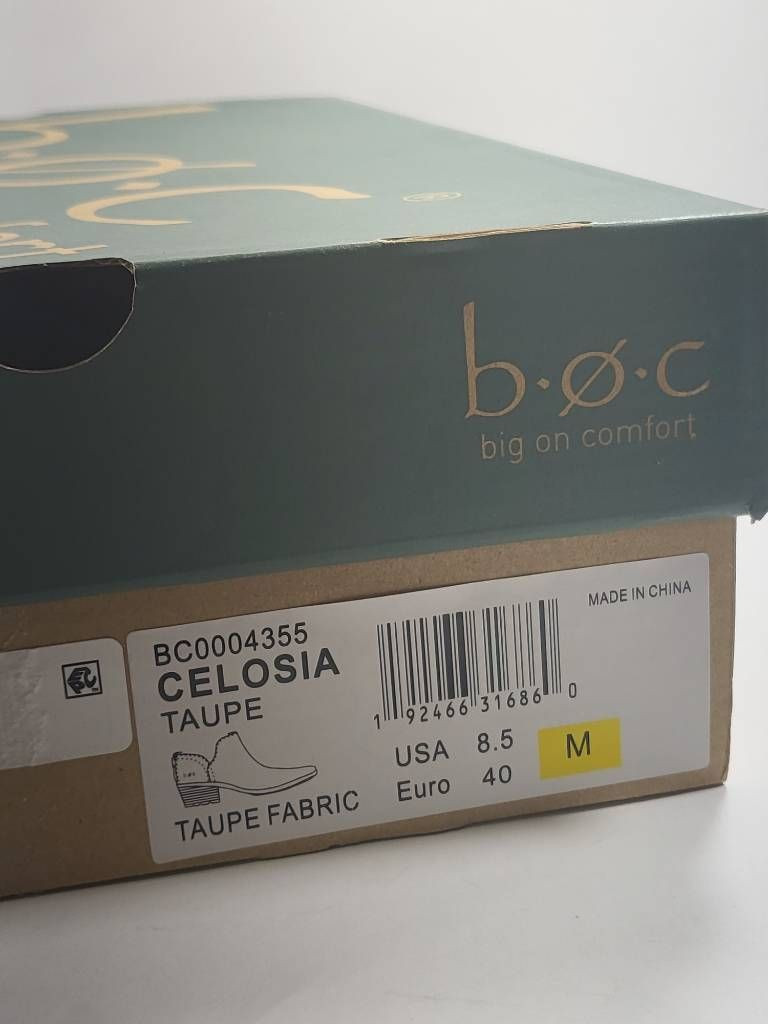 b·ø·c
®
b·ø·c
big on comfort
MADE IN CHINA
BC0004355
CELOSIA
TAUPE
1 92466 31686 0
USA 8.5
M
Euro 40
TAUPE FABRIC